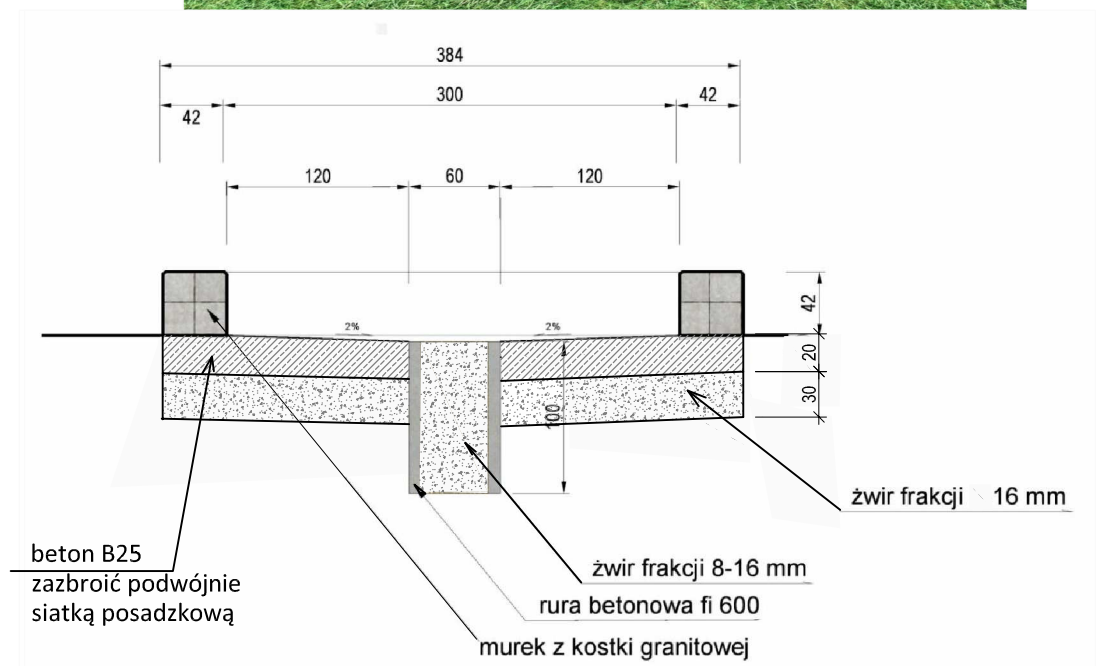 384
42
300
42
120
60
120
2%
2%
42
20
30
100
żwir frakcji 16 mm
beton B25
zazbroić podwójnie
siatką posadzkową
żwir frakcji 8-16 mm
rura betonowa fi 600
murek z kostki granitowej